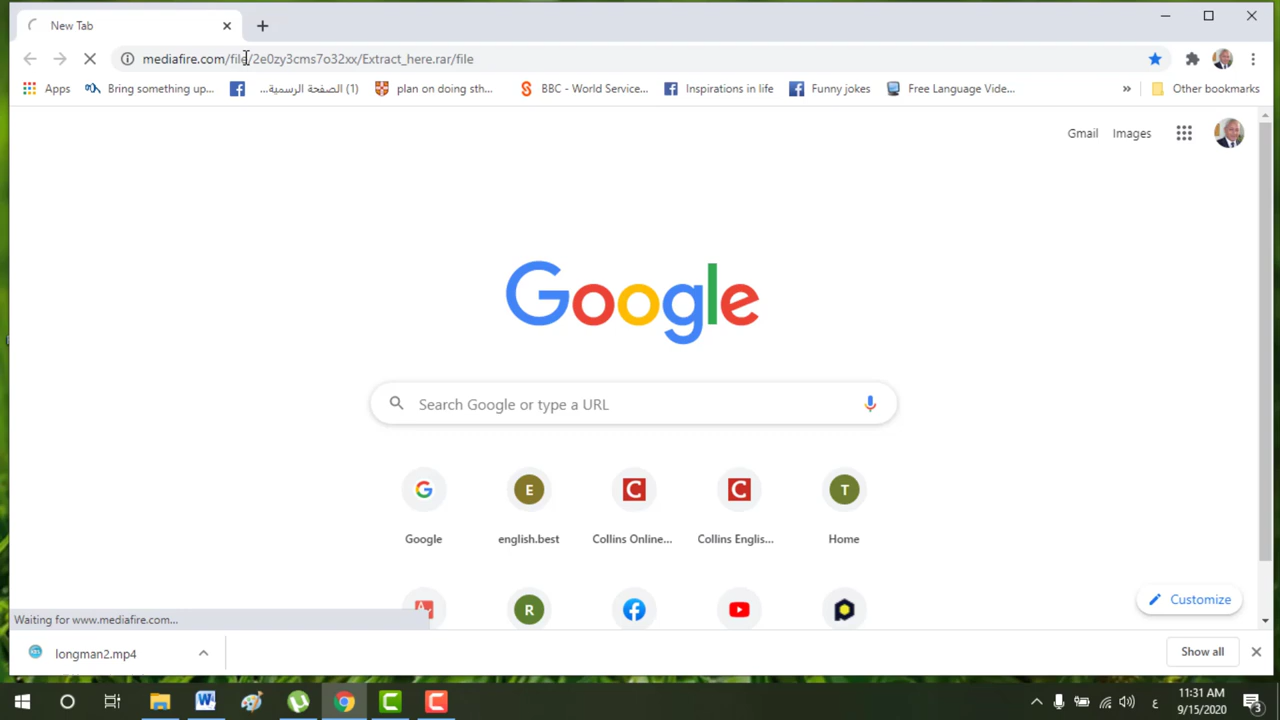 New Tab
mediafire.com/file/2e0zy3cms7o32xx/Extract_here.rar/file
Apps
Bring something up...
(1) الصفحة الرسمية...
plan on doing sth...
BBC - World Service...
Inspirations in life
Funny jokes
Free Language Vide...
»
Other bookmarks
Gmail
Images
Google
Search Google or type a URL
E
C
C
T
Google
english.best
Collins Online...
Collins Englis...
Home
R
Customize
Waiting for www.mediafire.com...
longman2.mp4
Show all
ع
11:31 AM
9/15/2020
3